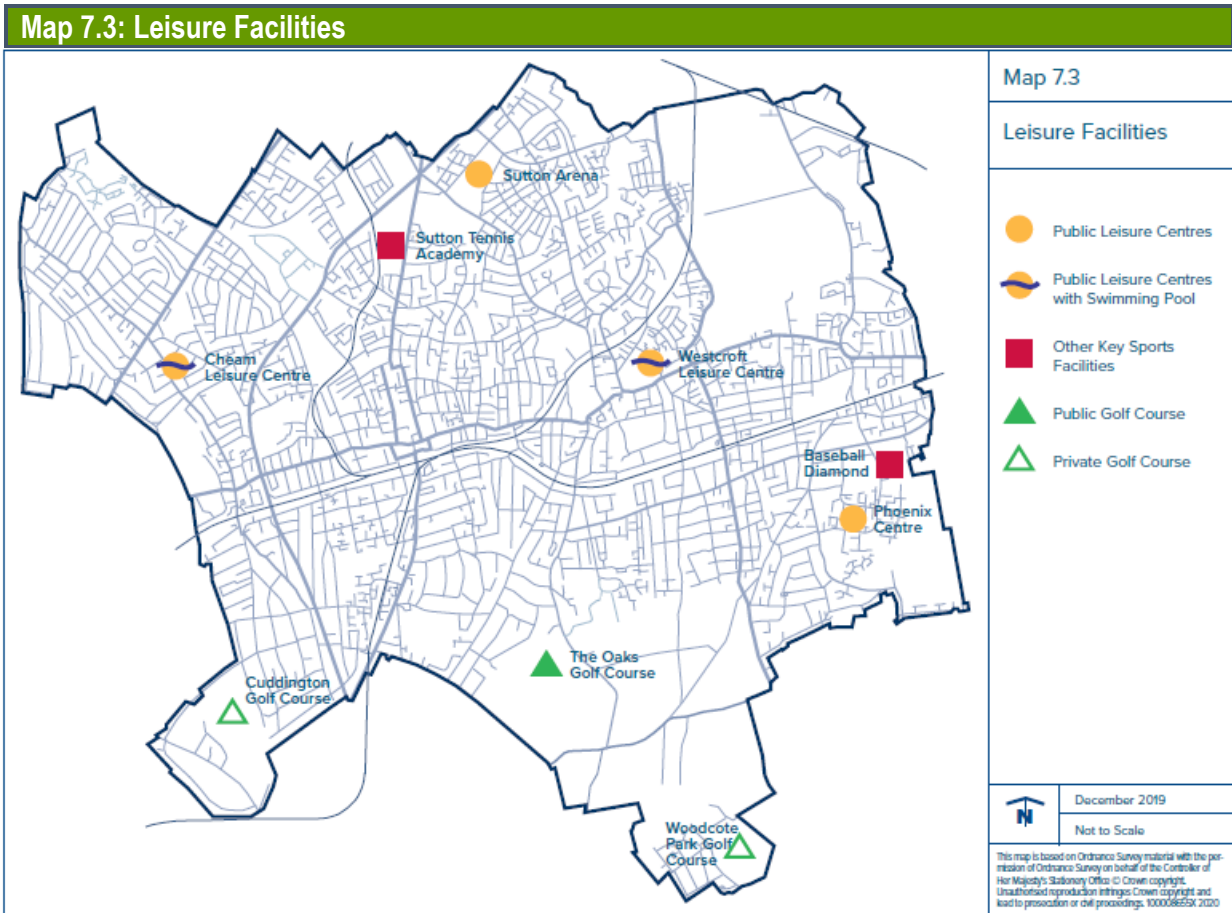 Map 7.3: Leisure Facilities
Map 7.3
Leisure Facilities
Public Leisure Centres
Public Leisure Centres
with Swimming Pool
Other Key Sports
Facilities
Public Golf Course
Private Golf Course
Sutton Arena
Sutton Tennis
Academy
Cheam
Leisure Centre
Westcroft
Leisure Centre
Baseball
Diamond
Phoenix
Centre
The Oaks
Golf Course
Cuddington
Golf Course
Woodcote
Park Golf
Course
N
December 2019
Not to Scale
This map is based on Ordnance Survey material with the per-
mission of Ordnance Survey on behalf of the Controller of
Her Majesty's Stationery Office © Crown copyright.
Unauthorised reproduction infringes Crown copyright and
lead to prosecution or civil proceedings. 2020